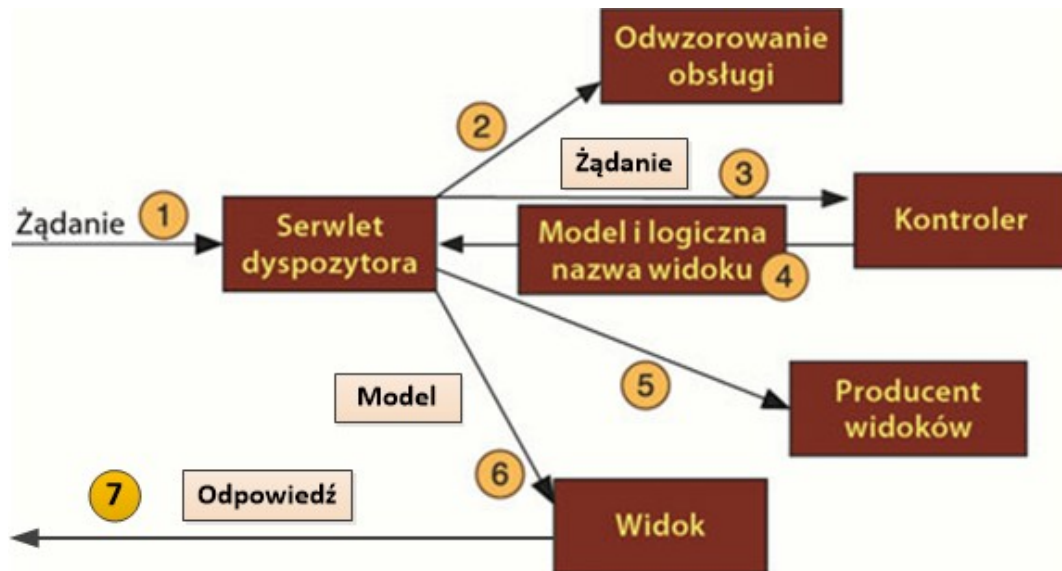 Odwzorowanie
obsługi
2
Żądanie
3
Żądanie
1
Serwlet
dyspozytora
Model i logiczna
nazwa widoku
4
Kontroler
5
Producent
widoków
Model
6
7
Odpowiedź
Widok